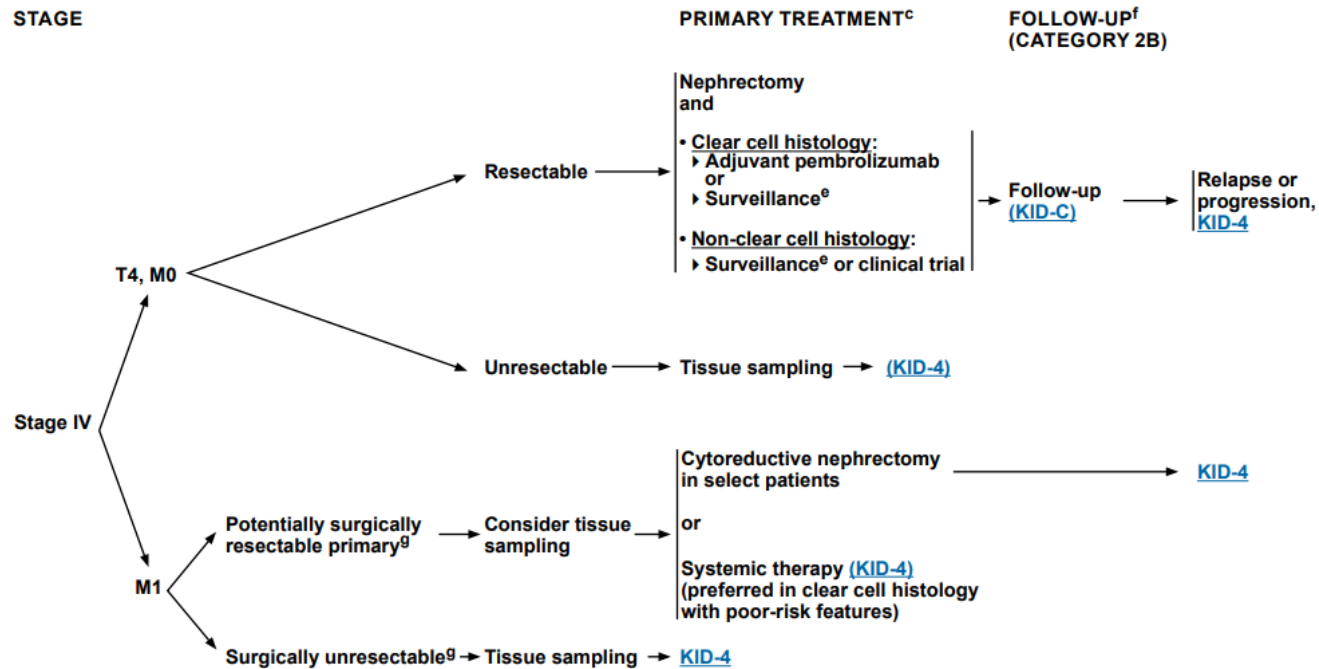 STAGE
PRIMARY TREATMENTᶜ
FOLLOW-UPᶠ
(CATEGORY 2B)
Nephrectomy
and
• Clear cell histology:
▸ Adjuvant pembrolizumab
or
▸ Surveillanceᵉ
• Non-clear cell histology:
▸ Surveillanceᵉ or clinical trial
Resectable
Follow-up
(KID-C)
Relapse or
progression,
KID-4
T4, M0
Unresectable
Tissue sampling
(KID-4)
Stage IV
Cytoreductive nephrectomy
in select patients
KID-4
or
Systemic therapy (KID-4)
(preferred in clear cell histology
with poor-risk features)
Potentially surgically
resectable primaryᵍ
Consider tissue
sampling
M1
Surgically unresectableᵍ
Tissue sampling
KID-4